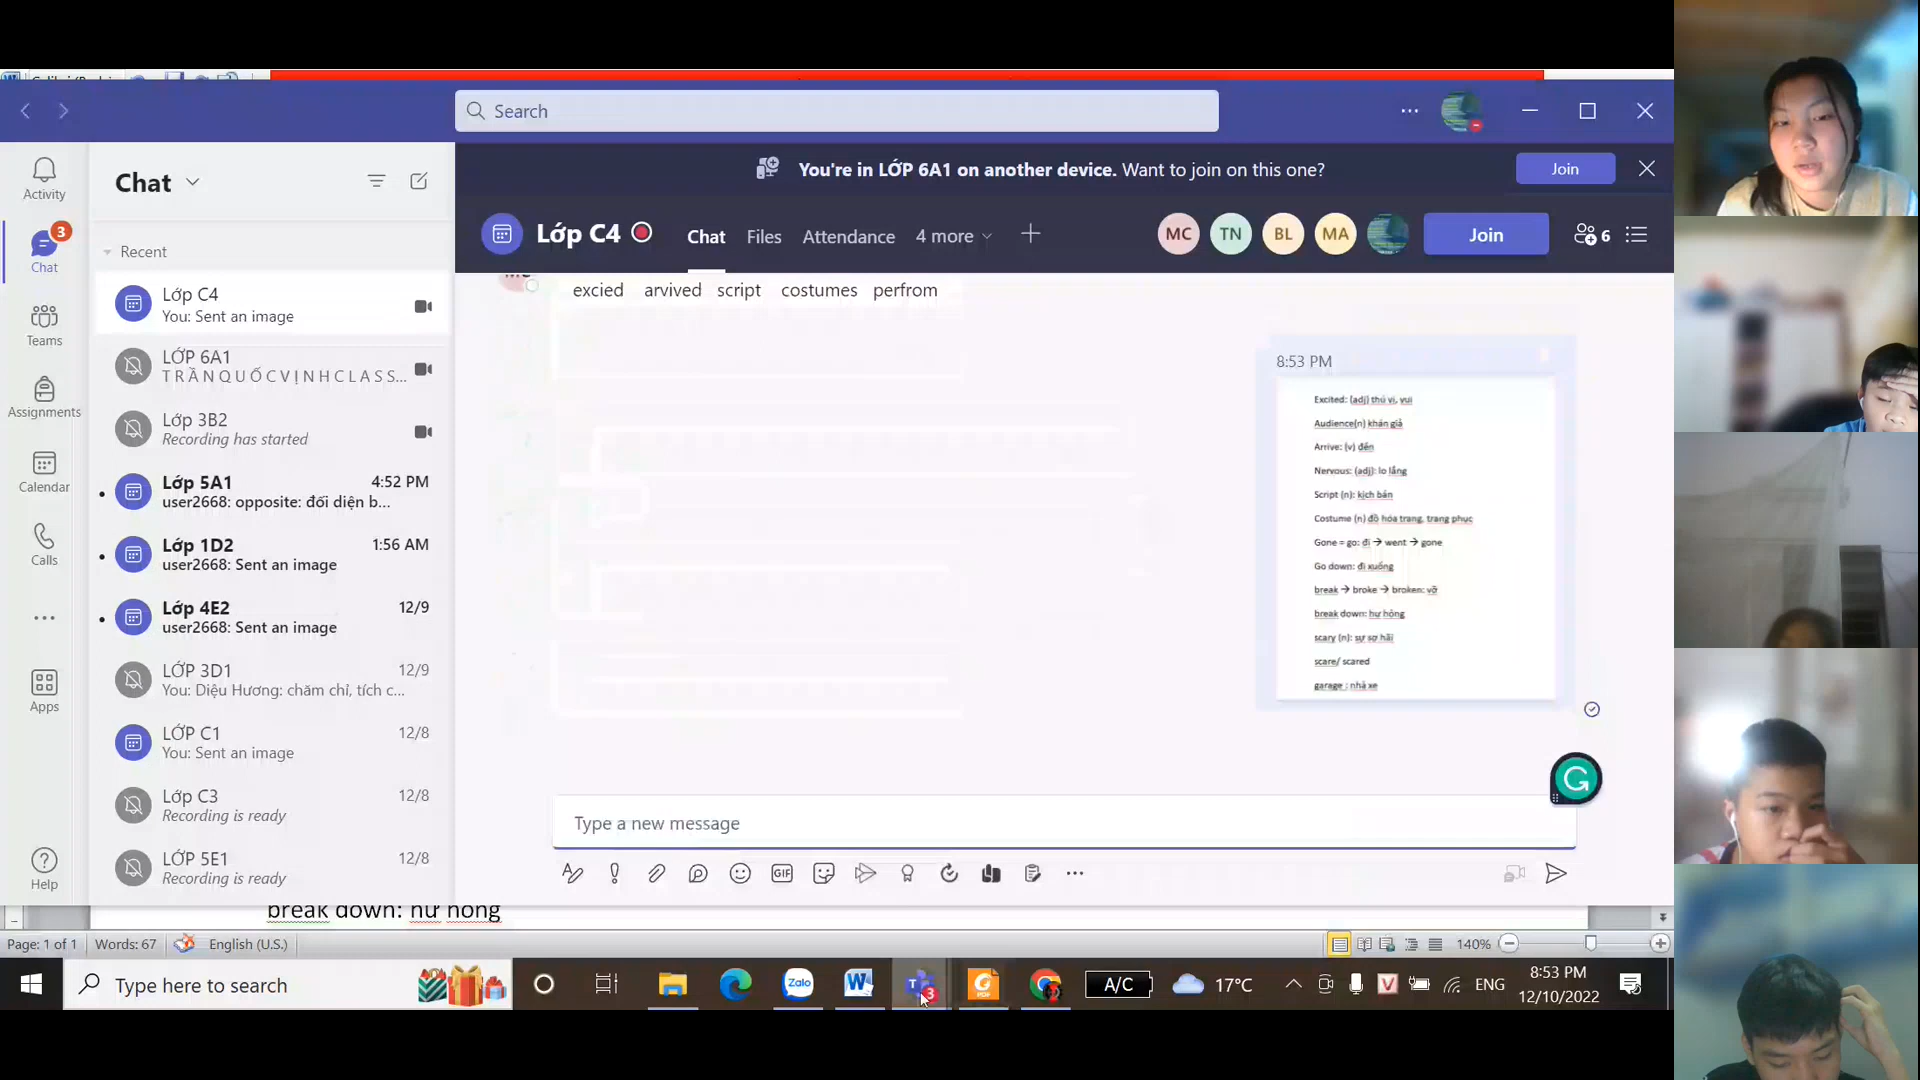 Search
You're in LỚP 6A1 on another device. Want to join on this one?
Join
Activity
Chat
3
Chat
Teams
Assignments
Calendar
Calls
Apps
Help
Recent
Lớp C4
You: Sent an image
LỚP 6A1
T R Ầ N Q U Ố C V Ị N H C L A S S...
Lớp 3B2
Recording has started
Lớp 5A1
4:52 PM
user2668: opposite: đối diện b...
Lớp 1D2
1:56 AM
user2668: Sent an image
Lớp 4E2
12/9
user2668: Sent an image
LỚP 3D1
12/9
You: Diệu Hương: chăm chỉ, tích c...
LỚP C1
12/8
You: Sent an image
Lớp C3
12/8
Recording is ready
LỚP 5E1
12/8
Recording is ready
Lớp C4
Chat
Files
Attendance
4 more
MC
TN
BL
MA
Join
6
excied arvived script costumes perfrom
8:53 PM
Excited: (adj) thú vị, vui
Audience(n) khán giả
Arrive: (v) đến
Nervous: (adj): lo lắng
Script (n): kịch bản
Costume (n) đồ hóa trang, trang phục
Gone = go: đi → went → gone
Go down: đi xuống
break → broke → broken: vỡ
break down: hư hỏng
scary (n): sự sợ hãi
scare/ scared
garage : nhà xe
Type a new message
GIF
break down: hư hỏng
Page: 1 of 1
Words: 67
English (U.S.)
140%
Type here to search
Zalo
3
A/C
17°C
ENG
8:53 PM
12/10/2022